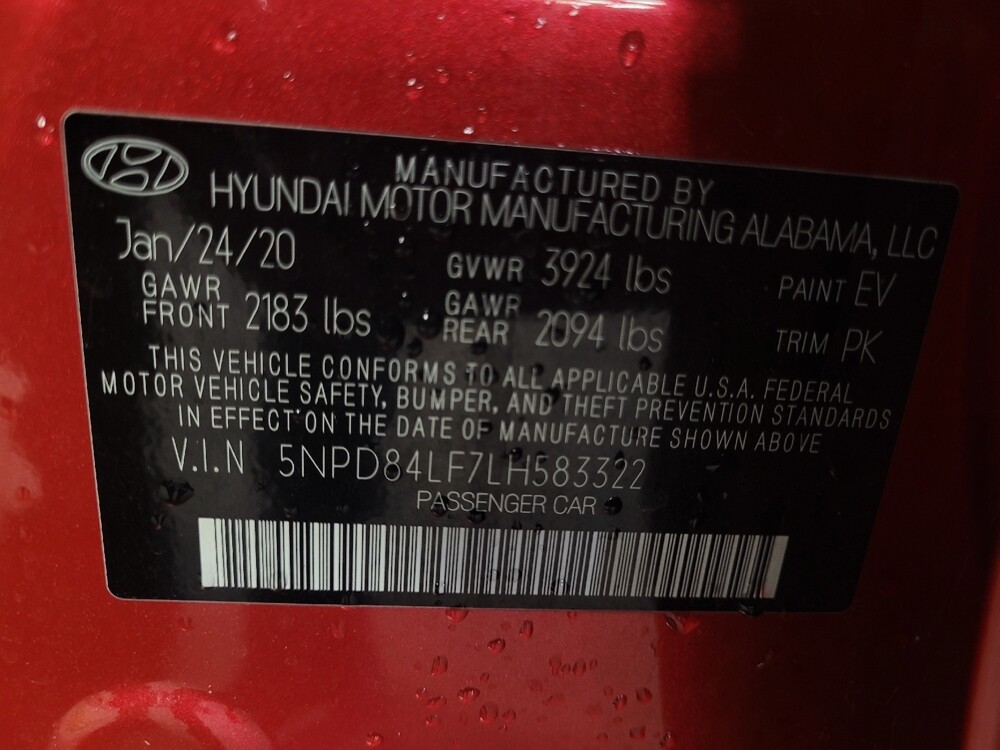 MANUFACTURED BY
HYUNDAI MOTOR MANUFACTURING ALABAMA, LLC
Jan/24/20 GVWR 3924 lbs PAINT EV
GAWR FRONT 2183 lbs GAWR REAR 2094 lbs TRIM PK
THIS VEHICLE CONFORMS TO ALL APPLICABLE U.S.A. FEDERAL
MOTOR VEHICLE SAFETY, BUMPER, AND THEFT PREVENTION STANDARDS
IN EFFECT ON THE DATE OF MANUFACTURE SHOWN ABOVE
V.I.N 5NPD84LF7LH583322
PASSENGER CAR